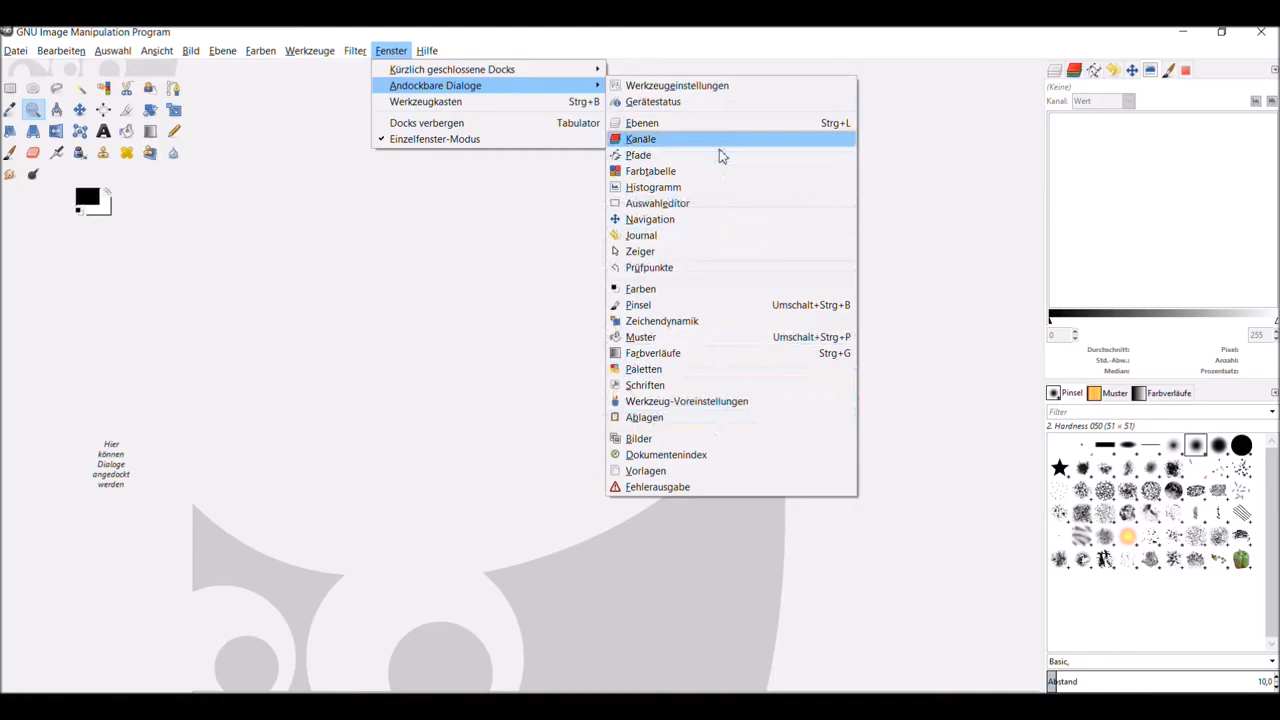 GNU Image Manipulation Program
Datei Bearbeiten Auswahl Ansicht Bild Ebene Farben Werkzeuge Filter Fenster Hilfe
Kürzlich geschlossene Docks
Andockbare Dialoge
Werkzeugkasten Strg+B
Docks verbergen Tabulator
Einzelfenster-Modus
Werkzeugeinstellungen
Gerätestatus
Ebenen Strg+L
Kanäle
Pfade
Farbtabelle
Histogramm
Auswahleditor
Navigation
Journal
Zeiger
Prüfpunkte
Farben
Pinsel Umschalt+Strg+B
Zeichendynamik
Muster Umschalt+Strg+P
Farbverläufe Strg+G
Paletten
Schriften
Werkzeug-Voreinstellungen
Ablagen
Bilder
Dokumentenindex
Vorlagen
Fehlerausgabe
Hier
können
Dialoge
angedockt
werden
(Keine)
Kanal: Wert
0 255
Durchschnitt: Pixel:
Std.-Abw.: Anzahl:
Median: Prozentsatz:
Pinsel Muster Farbverläufe
Filter
2. Hardness 050 (51 × 51)
Basic,
Abstand 10,0